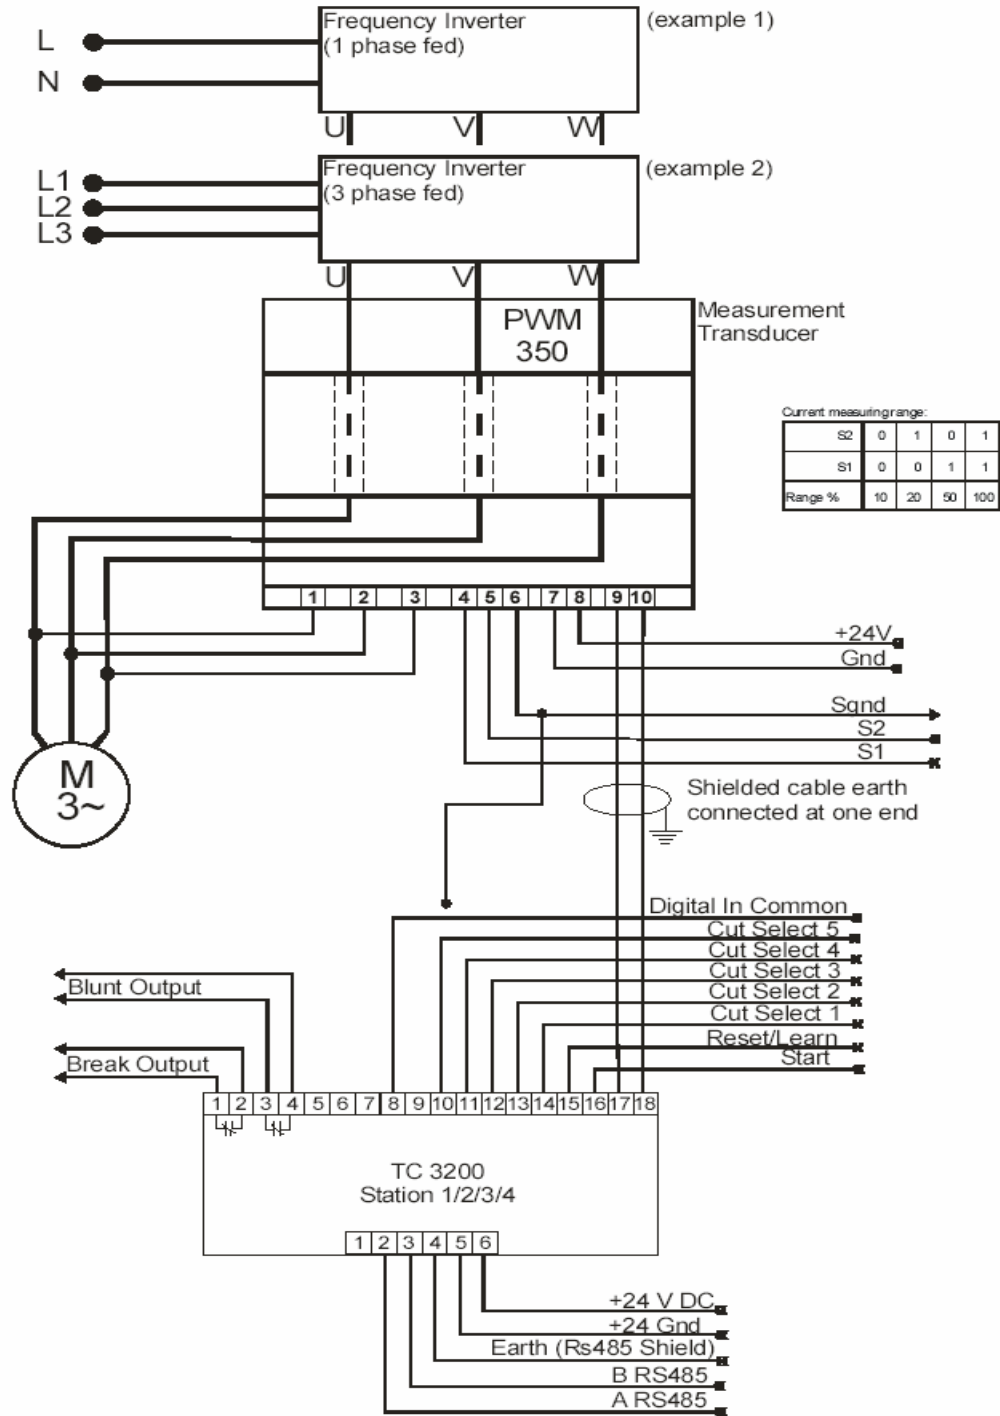 Frequency Inverter (example 1)
L (1 phase fed)
N
U V W
Frequency Inverter (example 2)
L1 (3 phase fed)
L2
L3
U V W
PWM 350
Measurement
Transducer
Current measuringrange:
S2 0 1 0 1
S1 0 0 1 1
Range % 10 20 50 100
1 2 3 4 5 6 7 8 9 10
+24V
Gnd
Sgnd
S2
S1
M
3~
Shielded cable earth
connected at one end
Digital In Common
Cut Select 5
Cut Select 4
Cut Select 3
Cut Select 2
Cut Select 1
Reset/Learn
Start
Blunt Output
Break Output
1 2 3 4 5 6 7 8 9 10 11 12 13 14 15 16 17 18
TC 3200
Station 1/2/3/4
1 2 3 4 5 6
+24 V DC
+24 Gnd
Earth (Rs485 Shield)
B RS485
A RS485